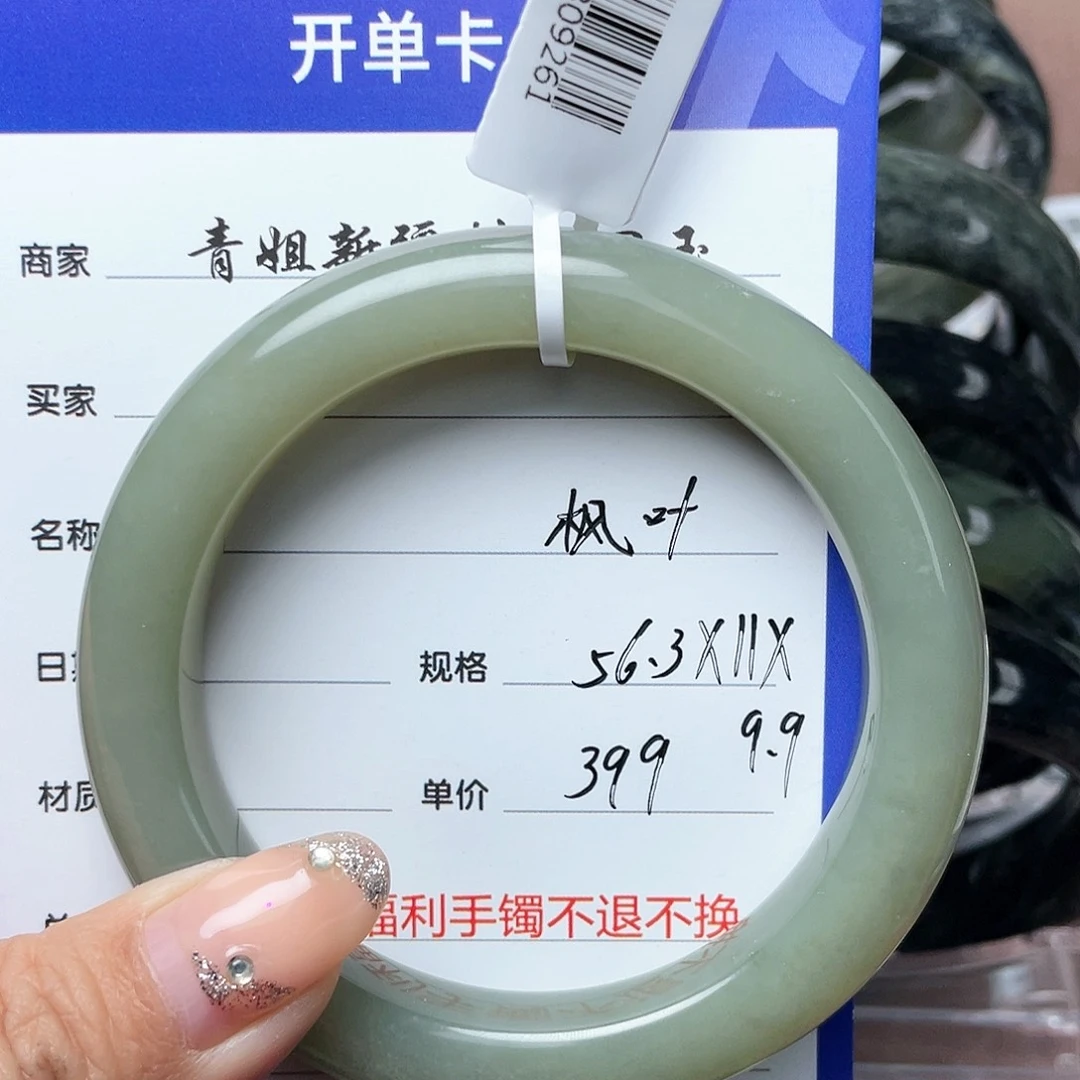 开单卡
09261
商家 青姐新疆
买家
名称 枫叶
规格 56.3X11X
9.9
材质
单价 399
福利手镯不退不换